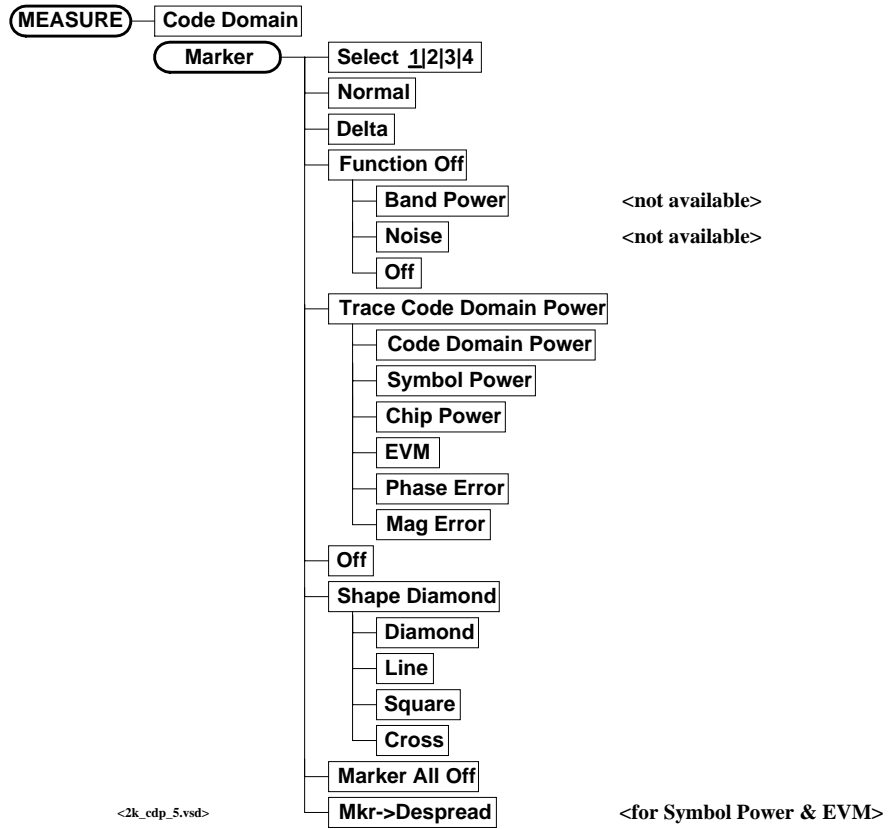 MEASURE Code Domain
Marker Select 1|2|3|4
Normal
Delta
Function Off
Band Power <not available>
Noise <not available>
Off
Trace Code Domain Power
Code Domain Power
Symbol Power
Chip Power
EVM
Phase Error
Mag Error
Off
Shape Diamond
Diamond
Line
Square
Cross
Marker All Off
<2k_cdp_5.vsd> Mkr->Despread <for Symbol Power & EVM>